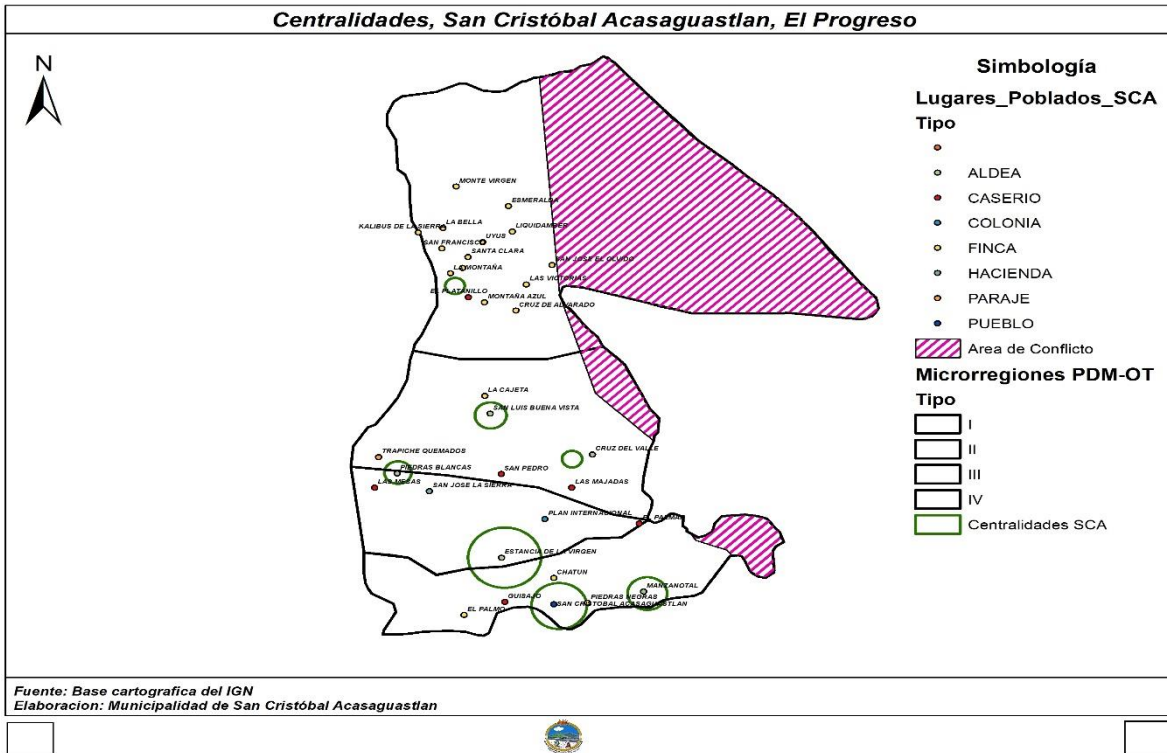 Centralidades, San Cristóbal Acasaguastlan, El Progreso
N
Simbología
Lugares_Poblados_SCA
Tipo
ALDEA
CASERIO
COLONIA
FINCA
HACIENDA
PARAJE
PUEBLO
Area de Conflicto
Microrregiones PDM-OT
Tipo
I
II
III
IV
Centralidades SCA
MONTE VIRGEN
ESMERALDA
LA BELLA
KALIBUS DE LA SIERRA
LIQUIDAMBER
UYUS
SAN FRANCISCO
SANTA CLARA
SAN JOSE EL OLVIDO
LA MONTAÑA
LAS VICTORIAS
EL PLATANILLO
MONTAÑA AZUL
CRUZ DE ALVARADO
LA CAJETA
SAN LUIS BUENA VISTA
TRAPICHE QUEMADOS
CRUZ DEL VALLE
PIEDRAS BLANCAS
SAN PEDRO
LAS MESAS
SAN JOSE LA SIERRA
LAS MAJADAS
PLAN INTERNACIONAL
ESTANCIA DE LA VIRGEN
CHATUN
MANZANOTAL
PIEDRAS NEGRAS
SAN CRISTOBAL ACASAGUASTLAN
EL PALMO
Fuente: Base cartografica del IGN
Elaboracion: Municipalidad de San Cristóbal Acasaguastlan